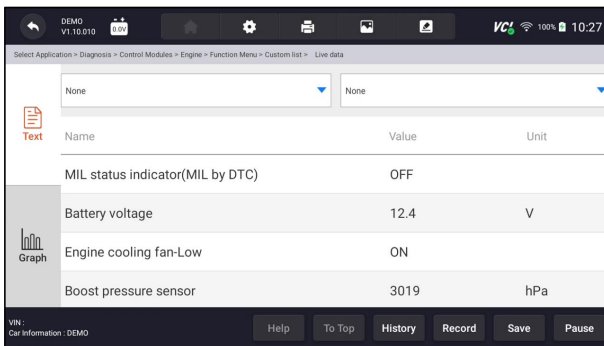 DEMO
V1.10.010
0.0V
VCI 100% 10:27
Select Application > Diagnosis > Control Modules > Engine > Function Menu > Custom list > Live data
None None
Text
Name Value Unit
MIL status indicator(MIL by DTC) OFF
Battery voltage 12.4 V
Graph
Engine cooling fan-Low ON
Boost pressure sensor 3019 hPa
VIN :
Car Information : DEMO
Help To Top History Record Save Pause